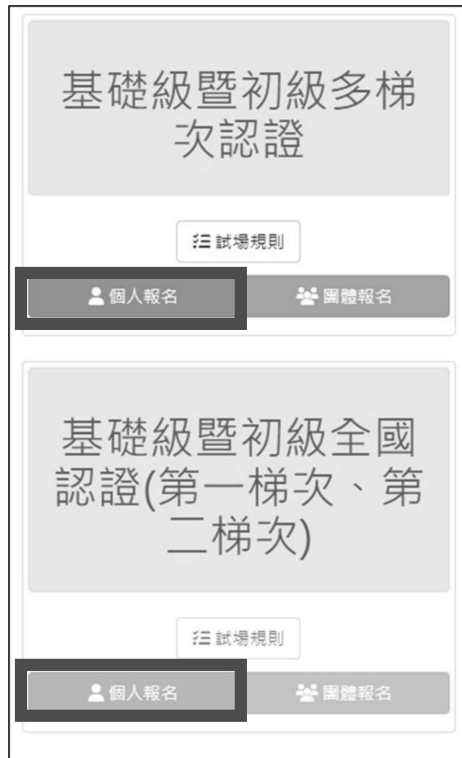 基礎級暨初級多梯
次認證
試場規則
個人報名
團體報名
基礎級暨初級全國
認證(第一梯次、第
二梯次)
試場規則
個人報名
團體報名